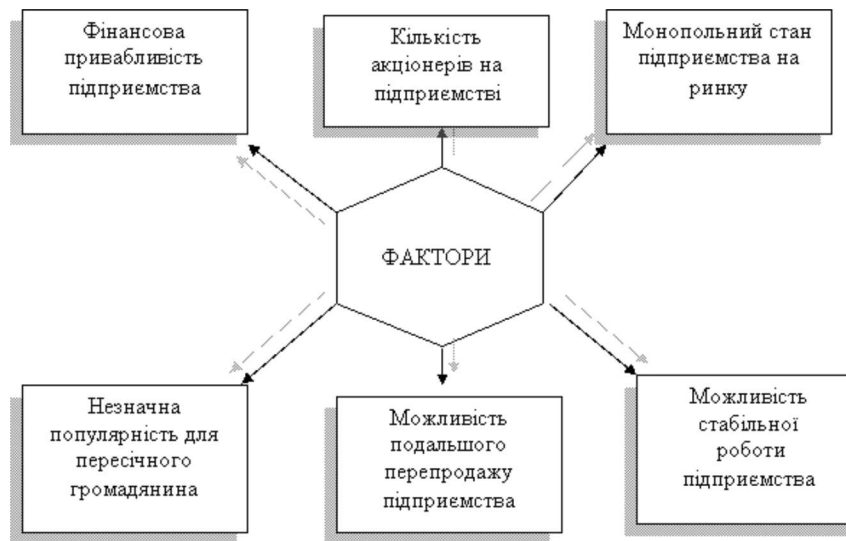 Фінансова
привабливість
підприємства
Кількість
акціонерів на
підприємстві
Монопольний стан
підприємства на
ринку
ФАКТОРИ
Незначна
популярність для
пересічного
громадянина
Можливість
подальшого
перепродажу
підприємства
Можливість
стабільної
роботи
підприємства